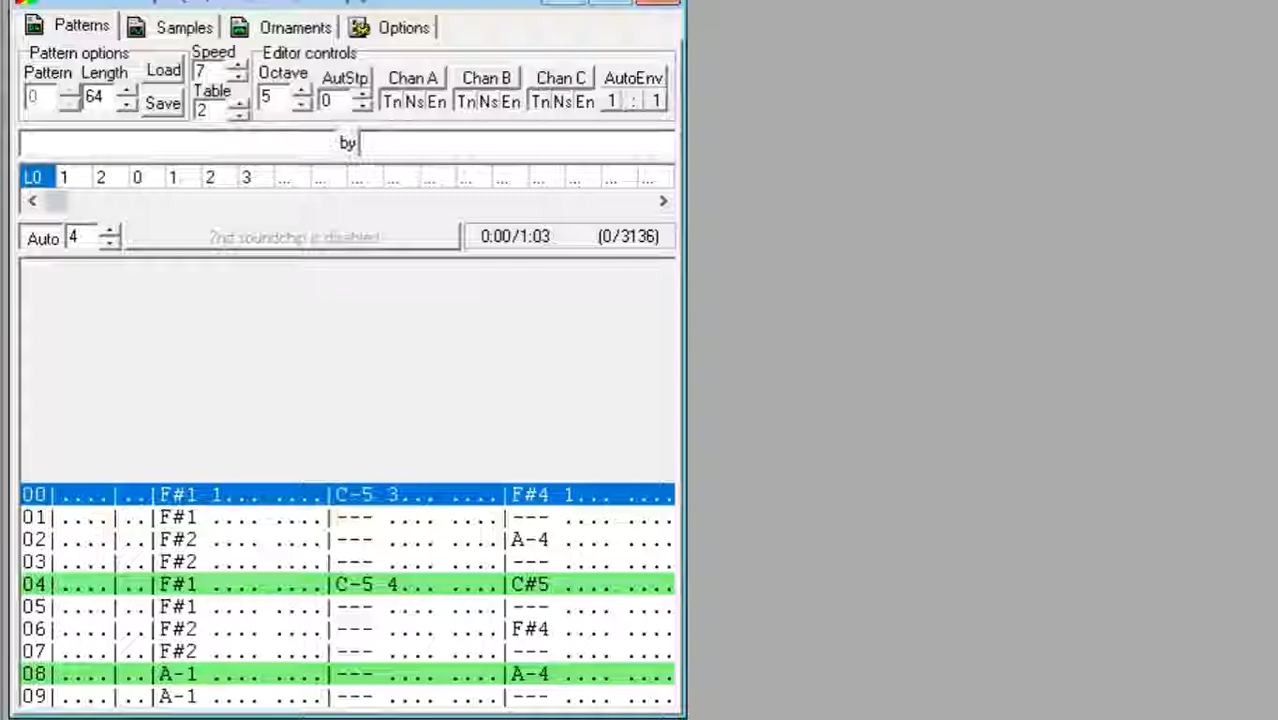 Patterns Samples Ornaments Options
Pattern options Speed Editor controls
Pattern Length Load 7 Octave AutStp Chan A Chan B Chan C AutoEnv
0 64 Save Table 2 5 0 Tn Ns En Tn Ns En Tn Ns En 1 : 1
by
L0 1 2 0 1 2 3 ... ... ... ... ... ... ... ... ... ... ...
< >
Auto 4 2nd soundchip is disabled 0:00/1:03 (0/3136)
00|....|..|F#1 1... ....|C-5 3... ....|F#4 1... ....
01|....|..|F#1 .... ....|--- .... ....|--- .... ....
02|....|..|F#2 .... ....|--- .... ....|A-4 .... ....
03|....|..|F#2 .... ....|--- .... ....|--- .... ....
04|....|..|F#1 .... ....|C-5 4... ....|C#5 .... ....
05|....|..|F#1 .... ....|--- .... ....|--- .... ....
06|....|..|F#2 .... ....|--- .... ....|F#4 .... ....
07|....|..|F#2 .... ....|--- .... ....|--- .... ....
08|....|..|A-1 .... ....|--- .... ....|A-4 .... ....
09|....|..|A-1 .... ....|--- .... ....|--- .... ....